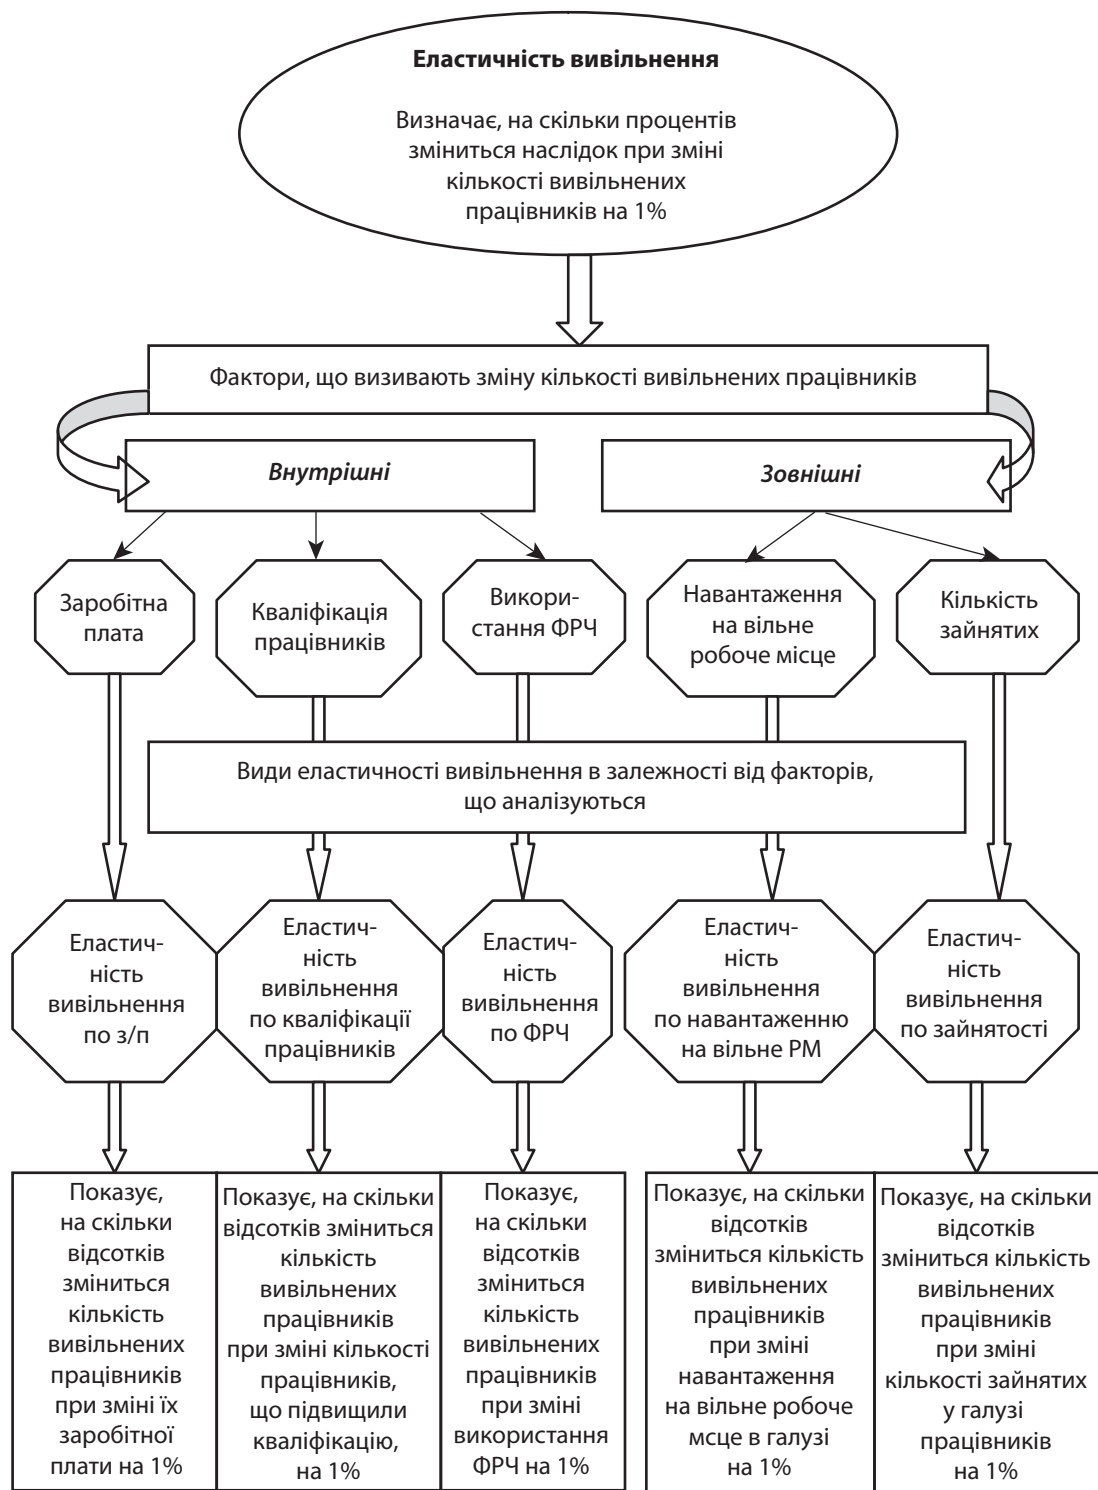 Еластичність вивільнення
Визначає, на скільки процентів
зміниться наслідок при зміні
кількості вивільнених
працівників на 1%
Фактори, що визивають зміну кількості вивільнених працівників
Внутрішні
Зовнішні
Заробітна
плата
Кваліфікація
працівників
Викори-
стання ФРЧ
Навантаження
на вільне
робоче місце
Кількість
зайнятих
Види еластичності вивільнення в залежності від факторів,
що аналізуються
Еластич-
ність
вивільнення
по з/п
Еластич-
ність
вивільнення
по кваліфікації
працівників
Еластич-
ність
вивільнення
по ФРЧ
Еластич-
ність
вивільнення
по навантаженню
на вільне РМ
Еластич-
ність
вивільнення
по зайнятості
Показує,
на скільки
відсотків
зміниться
кількість
вивільнених
працівників
при зміні їх
заробітної
плати на 1%
Показує, на скільки
відсотків зміниться
кількість
вивільнених
працівників
при зміні кількості
працівників,
що підвищили
кваліфікацію,
на 1%
Показує,
на скільки
відсотків
зміниться
кількість
вивільнених
працівників
при зміні
використання
ФРЧ на 1%
Показує, на скільки
відсотків
зміниться кількість
вивільнених
працівників
при зміні
навантаження
на вільне робоче
мсце в галузі
на 1%
Показує, на скільки
відсотків
зміниться кількість
вивільнених
працівників
при зміні
кількості зайнятих
у галузі
працівників
на 1%